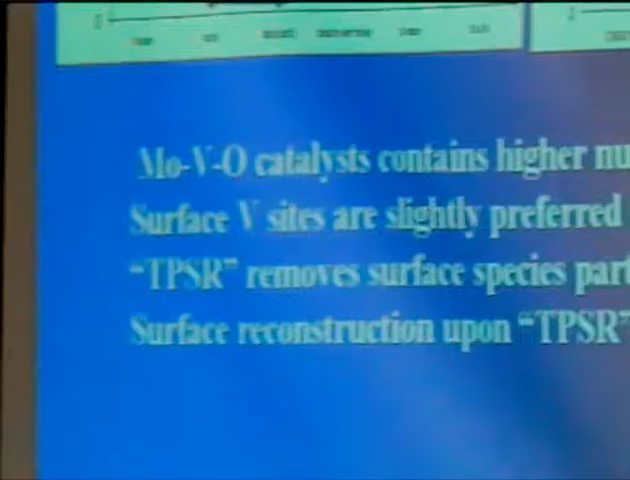 Mo-V-O catalysts contains higher nu
Surface V sites are slightly preferred
"TPSR" removes surface species part
Surface reconstruction upon "TPSR"